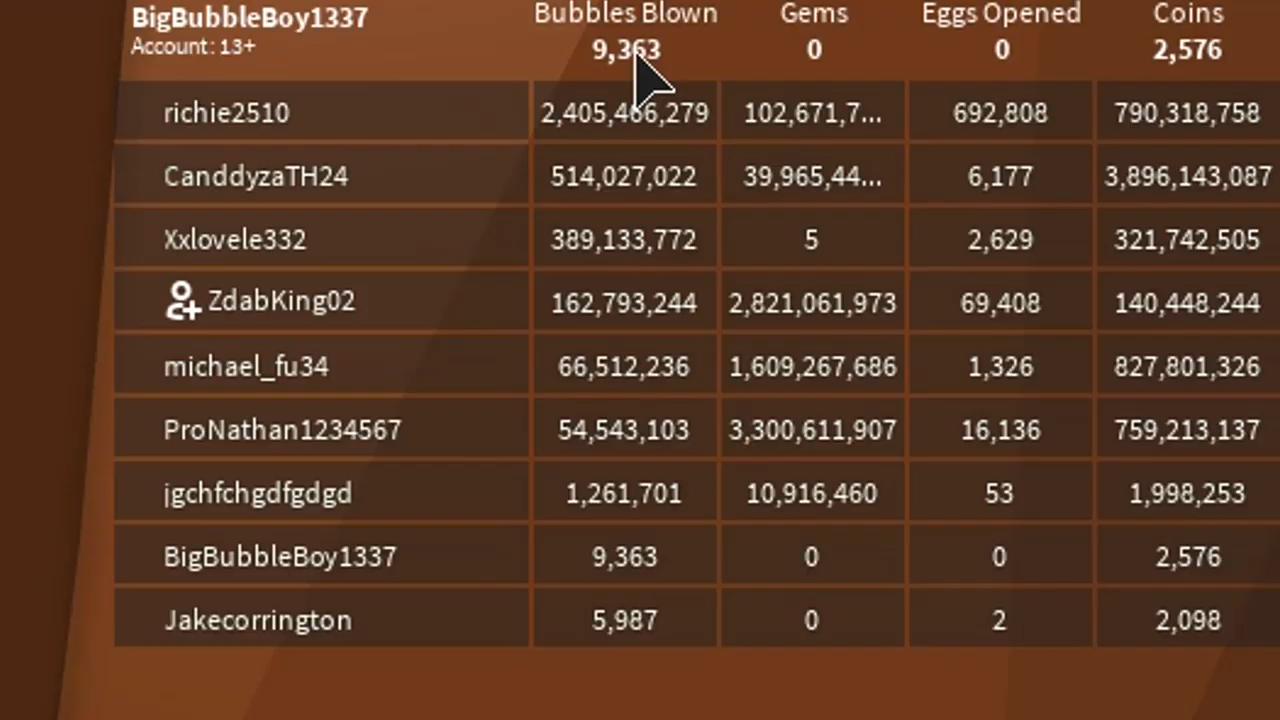 BigBubbleBoy1337 Bubbles Blown Gems Eggs Opened Coins
Account: 13+ 9,363 0 0 2,576
richie2510 2,405,466,279 102,671,7... 692,808 790,318,758
CanddyzaTH24 514,027,022 39,965,44... 6,177 3,896,143,087
Xxlovele332 389,133,772 5 2,629 321,742,505
ZdabKing02 162,793,244 2,821,061,973 69,408 140,448,244
michael_fu34 66,512,236 1,609,267,686 1,326 827,801,326
ProNathan1234567 54,543,103 3,300,611,907 16,136 759,213,137
jgchfchgdfgdgd 1,261,701 10,916,460 53 1,998,253
BigBubbleBoy1337 9,363 0 0 2,576
Jakecorrington 5,987 0 2 2,098